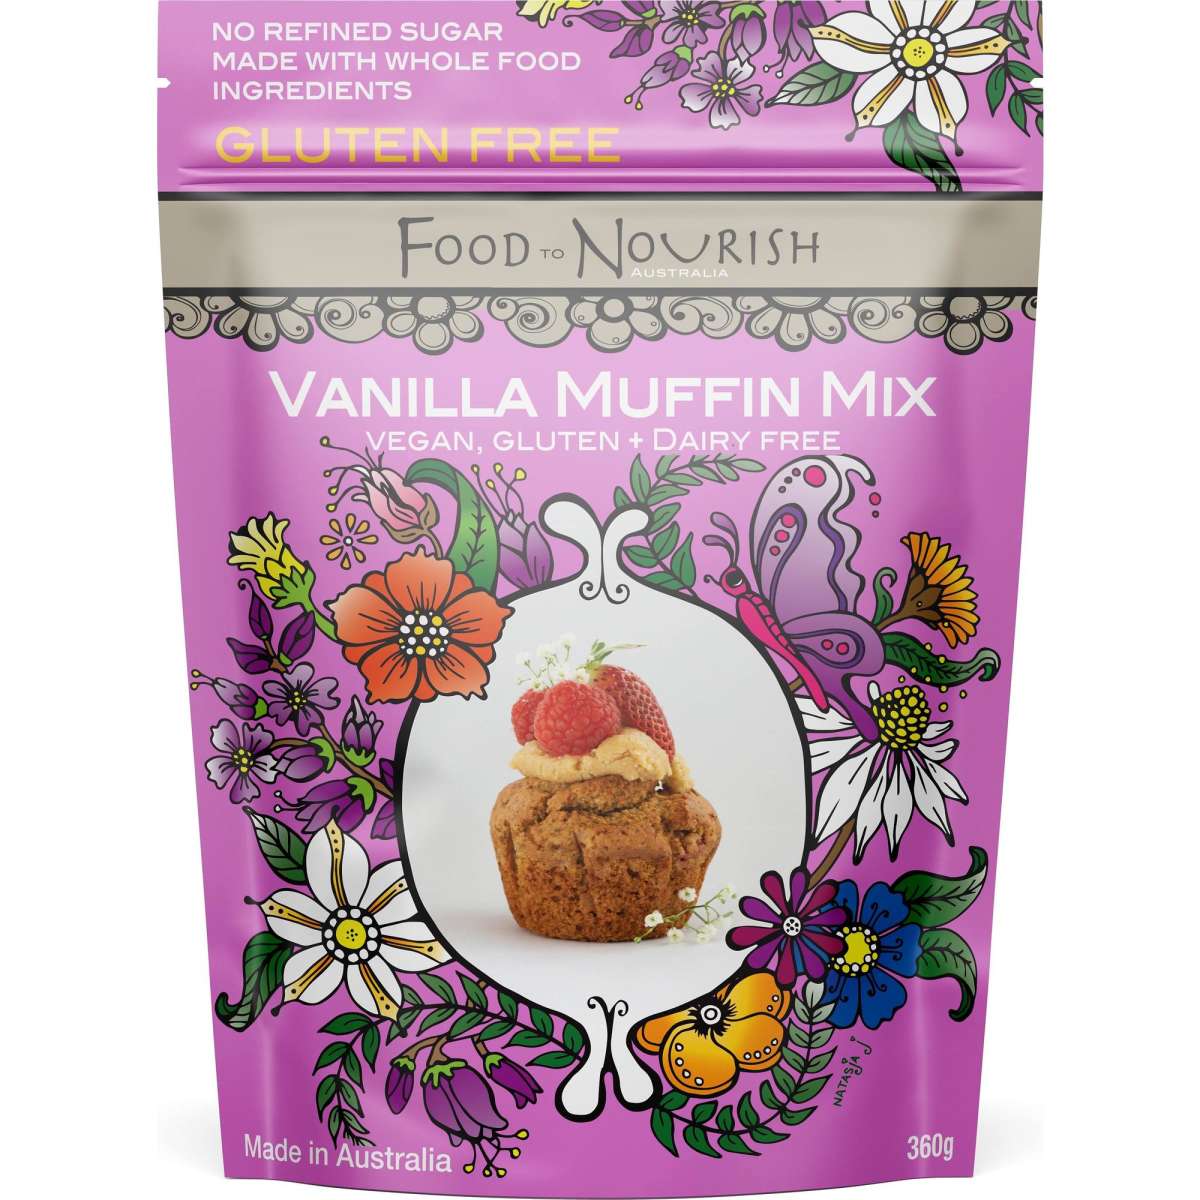 NO REFINED SUGAR
MADE WITH WHOLE FOOD
INGREDIENTS
GLUTEN FREE
FOOD TO NOURISH
AUSTRALIA
VANILLA MUFFIN MIX
VEGAN, GLUTEN + DAIRY FREE
NATASJA J
Made in Australia
360g